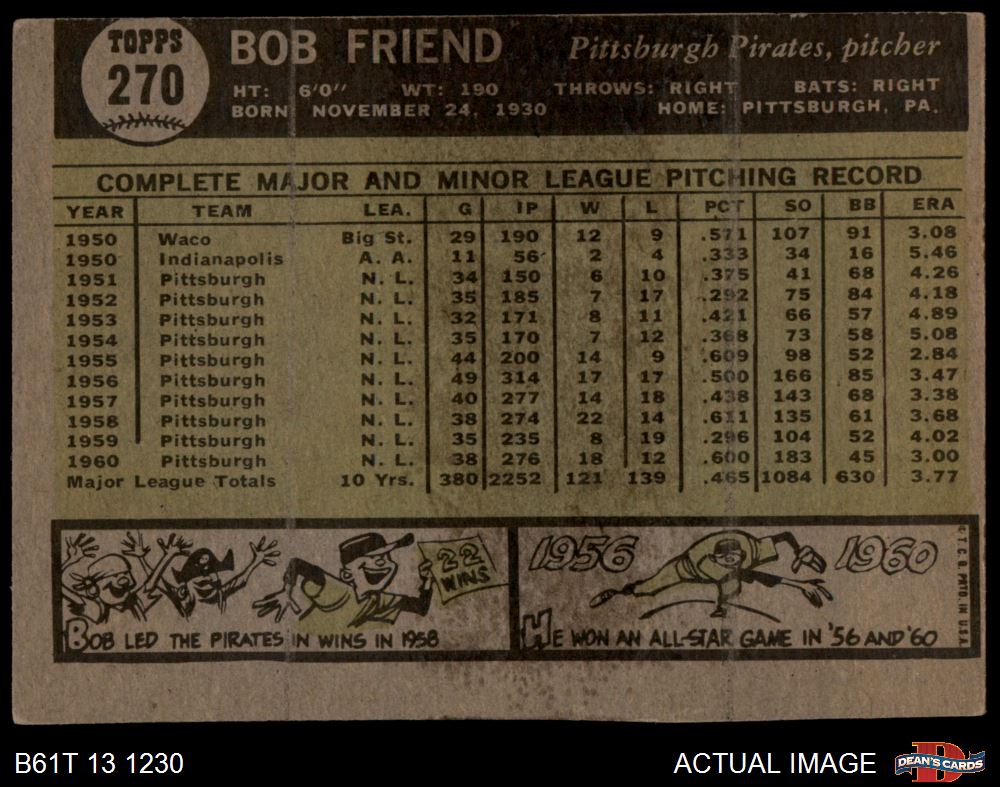 TOPPS
270
BOB FRIEND Pittsburgh Pirates, pitcher
HT: 6'0" WT: 190 THROWS: RIGHT BATS: RIGHT
BORN: NOVEMBER 24, 1930 HOME: PITTSBURGH, PA.
COMPLETE MAJOR AND MINOR LEAGUE PITCHING RECORD
YEAR TEAM LEA. G IP W L PCT SO BB ERA
1950 Waco Big St. 29 190 12 9 .571 107 91 3.08
1950 Indianapolis A. A. 11 56 2 4 .333 34 16 5.46
1951 Pittsburgh N. L. 34 150 6 10 .375 41 68 4.26
1952 Pittsburgh N. L. 35 185 7 17 .292 75 84 4.18
1953 Pittsburgh N. L. 32 171 8 11 .421 66 57 4.89
1954 Pittsburgh N. L. 35 170 7 12 .368 73 58 5.08
1955 Pittsburgh N. L. 44 200 14 9 .609 98 52 2.84
1956 Pittsburgh N. L. 49 314 17 17 .500 166 85 3.47
1957 Pittsburgh N. L. 40 277 14 18 .438 143 68 3.38
1958 Pittsburgh N. L. 38 274 22 14 .611 135 61 3.68
1959 Pittsburgh N. L. 35 235 8 19 .296 104 52 4.02
1960 Pittsburgh N. L. 38 276 18 12 .600 183 45 3.00
Major League Totals 10 Yrs. 380 2252 121 139 .465 1084 630 3.77
22
WINS
BOB LED THE PIRATES IN WINS IN 1958
1956 1960
HE WON AN ALL-STAR GAME IN '56 AND '60
© T. C. G. PRTD. IN U.S.A.
B61T 13 1230 ACTUAL IMAGE
DEAN'S CARDS